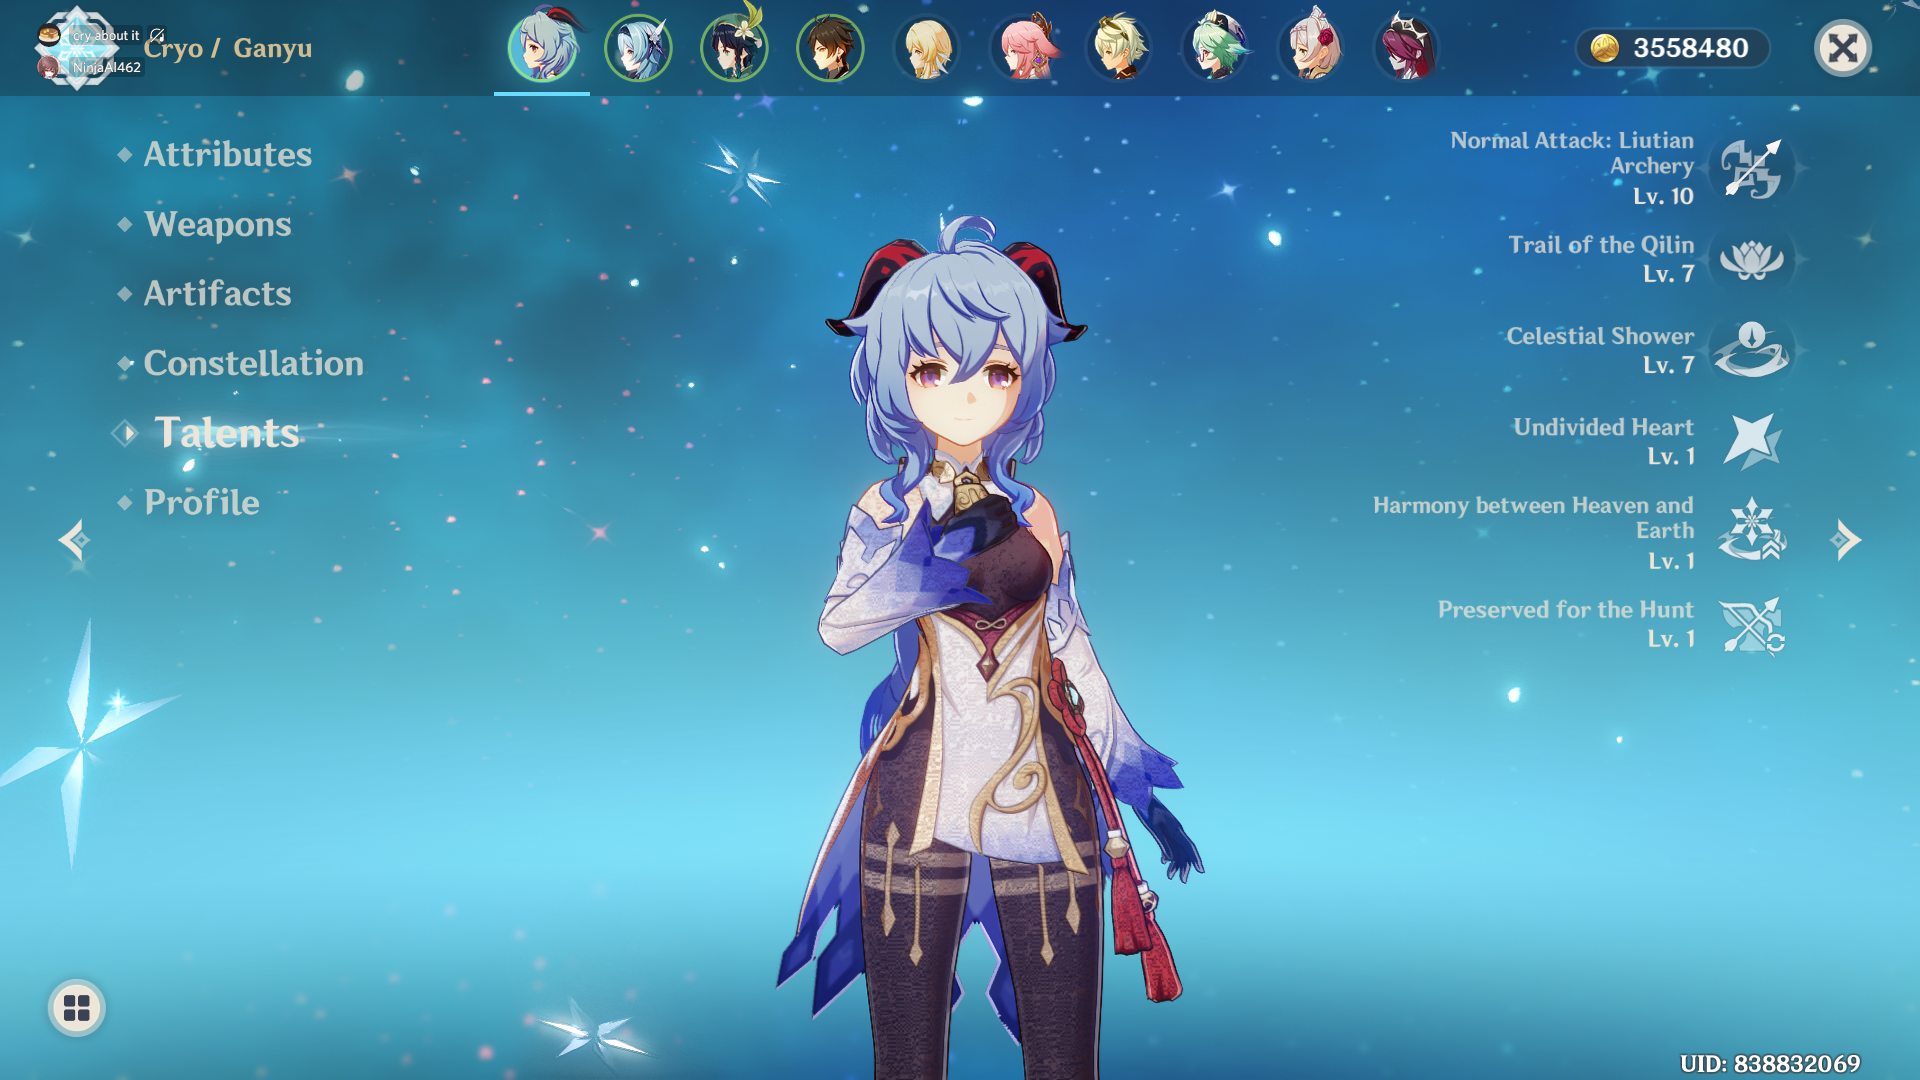 cry about it
NinjaAl462
Cryo / Ganyu
3558480
Attributes
Weapons
Artifacts
Constellation
Talents
Profile
Normal Attack: Liutian
Archery
Lv. 10
Trail of the Qilin
Lv. 7
Celestial Shower
Lv. 7
Undivided Heart
Lv. 1
Harmony between Heaven and
Earth
Lv. 1
Preserved for the Hunt
Lv. 1
UID: 838832069